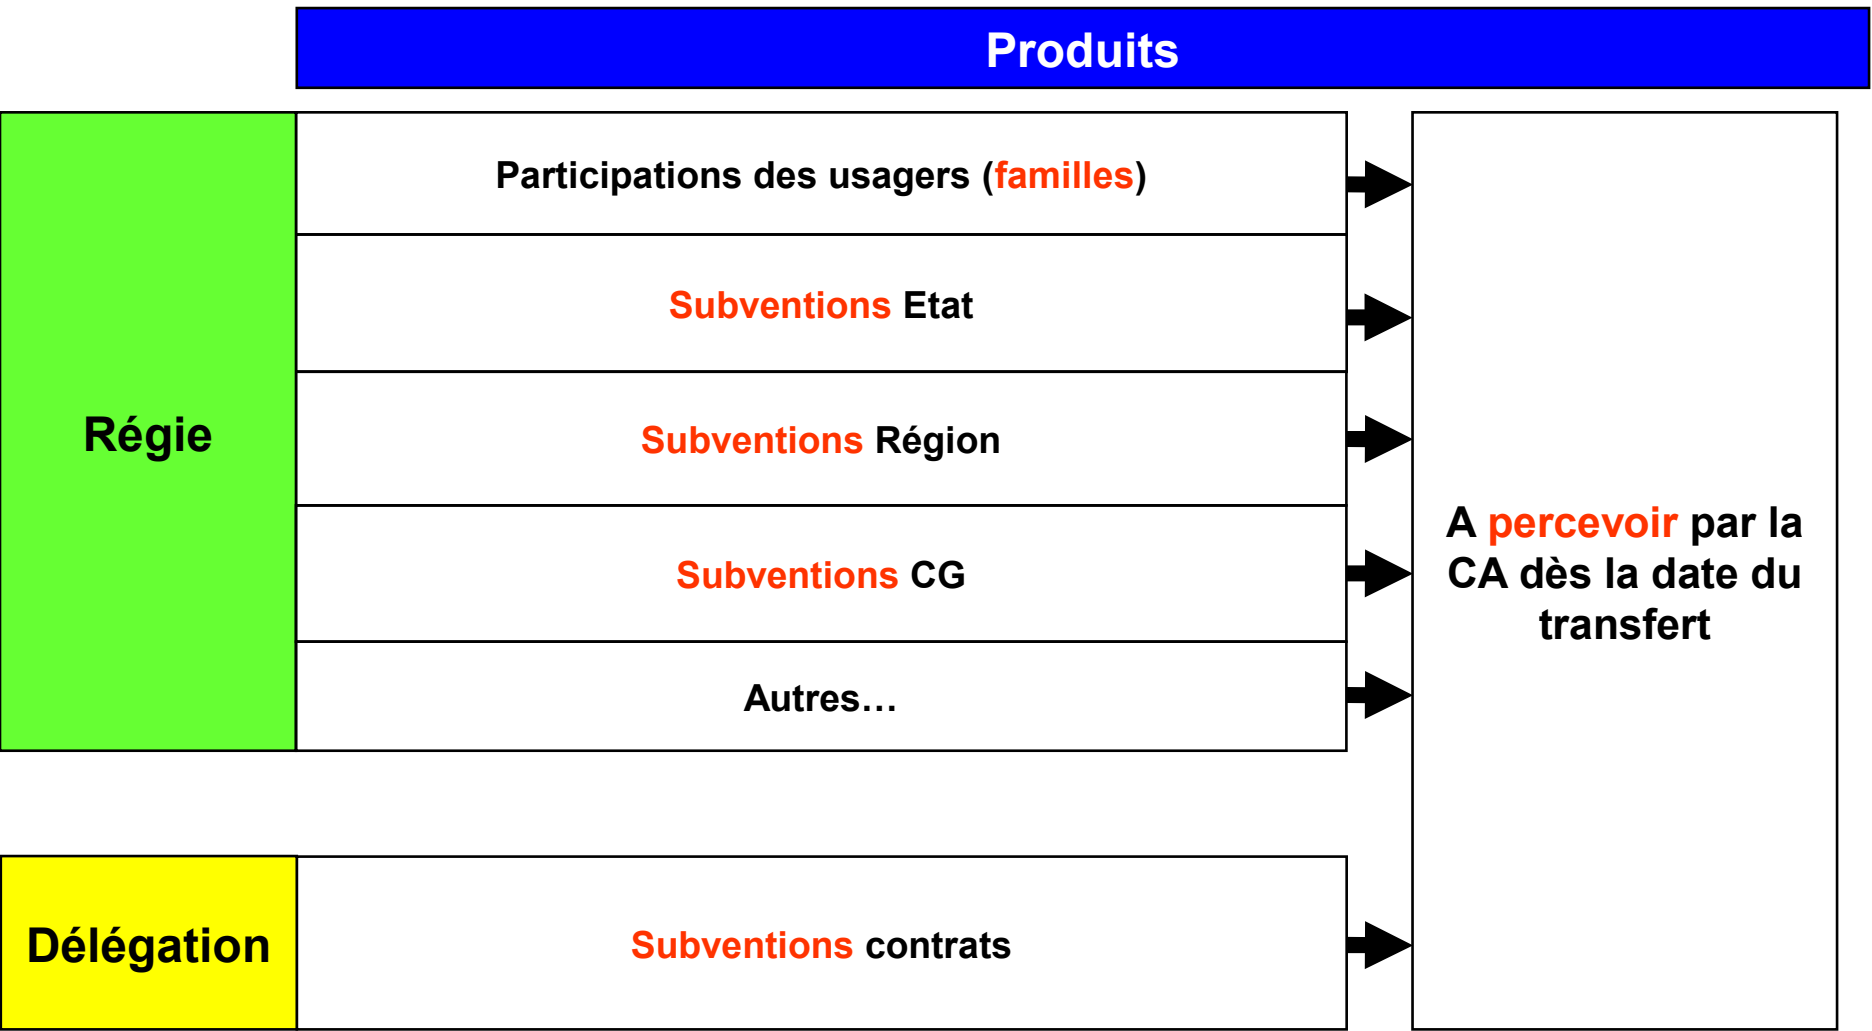 Produits
Régie
Participations des usagers (familles)
Subventions Etat
Subventions Région
Subventions CG
Autres…
A percevoir par la
CA dès la date du
transfert
Délégation
Subventions contrats